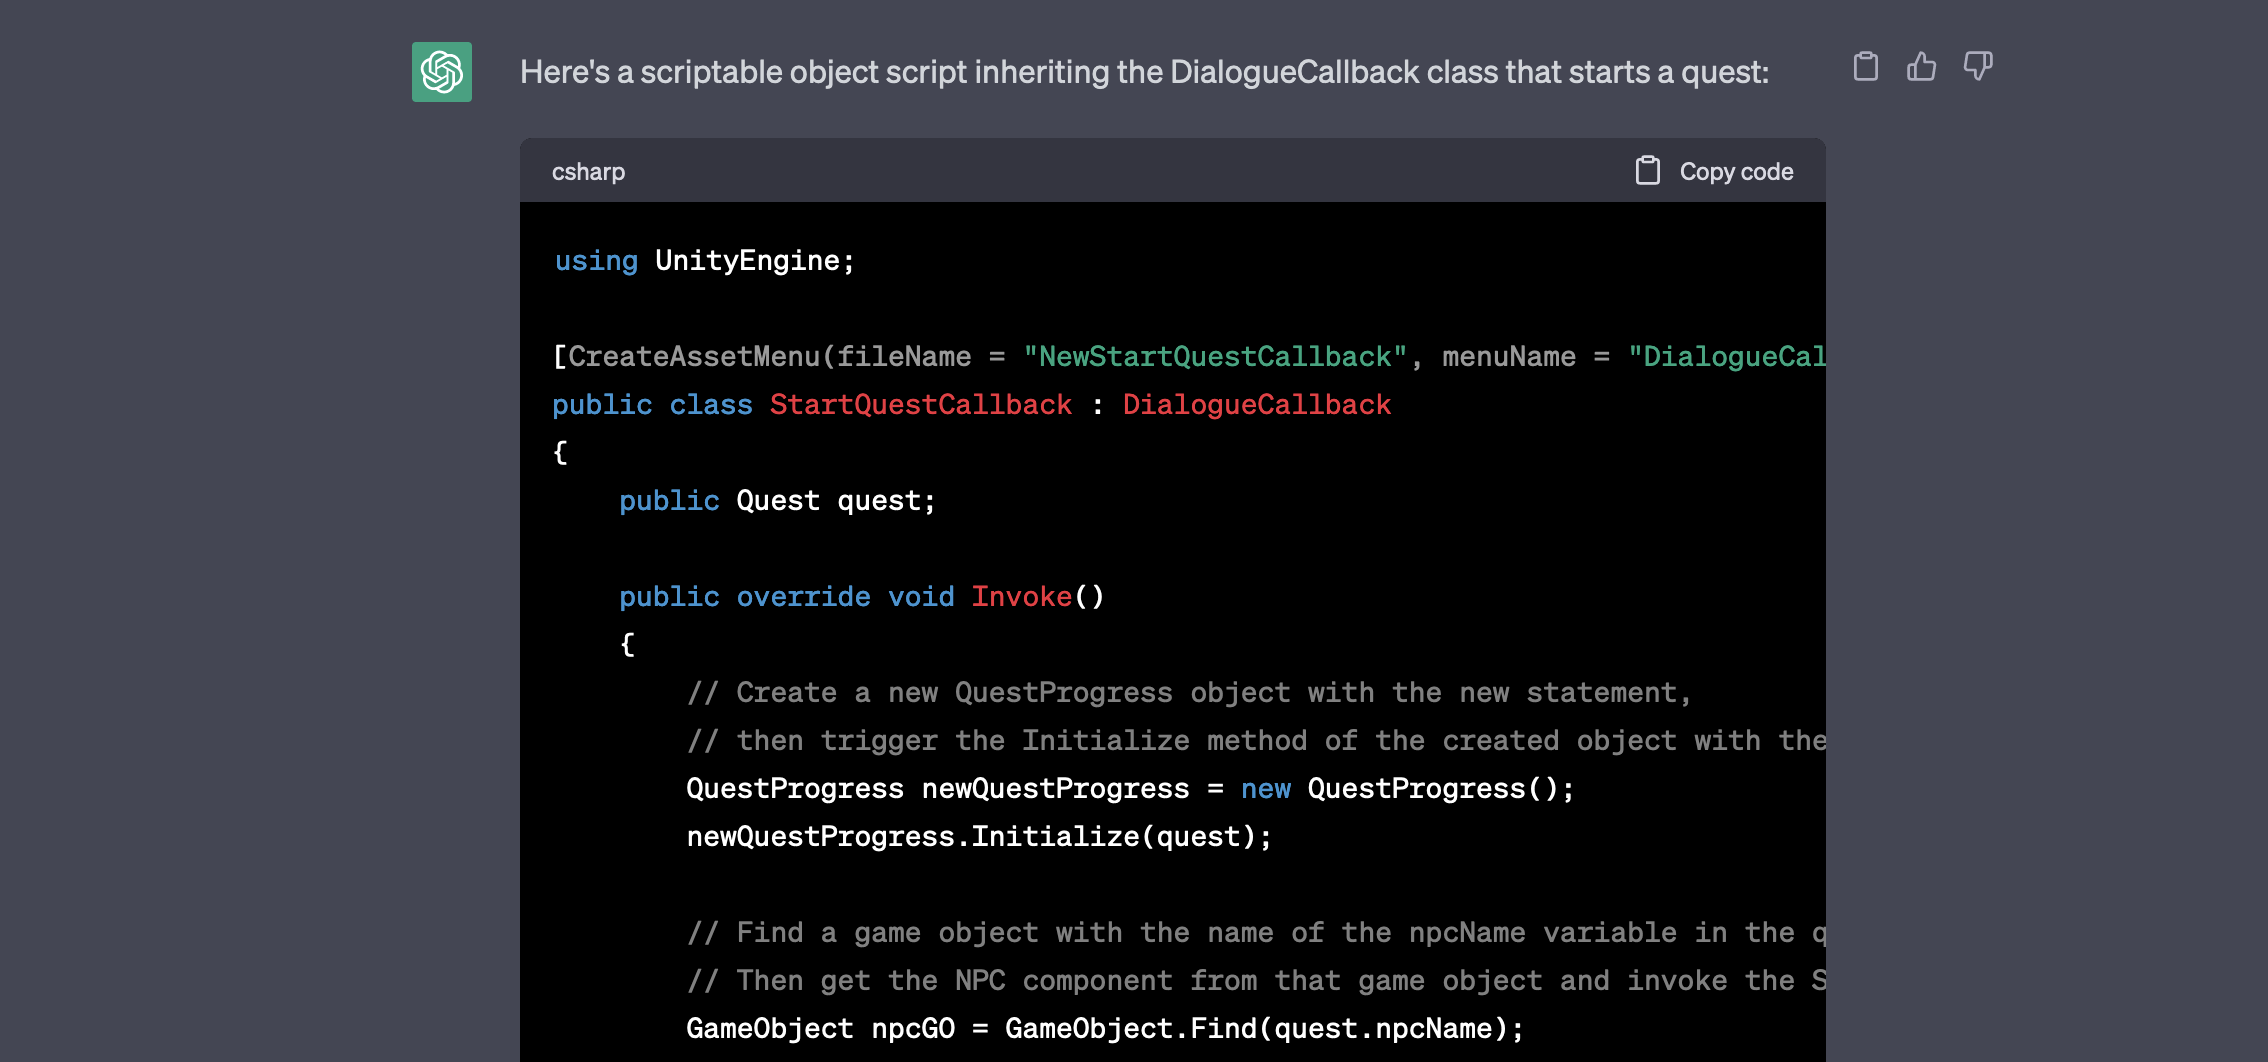 Here's a scriptable object script inheriting the DialogueCallback class that starts a quest:
csharp
Copy code
using UnityEngine;
[CreateAssetMenu(fileName = "NewStartQuestCallback", menuName = "DialogueCal
public class StartQuestCallback : DialogueCallback
{
public Quest quest;
public override void Invoke()
{
// Create a new QuestProgress object with the new statement,
// then trigger the Initialize method of the created object with the
QuestProgress newQuestProgress = new QuestProgress();
newQuestProgress.Initialize(quest);
// Find a game object with the name of the npcName variable in the q
// Then get the NPC component from that game object and invoke the S
GameObject npcGO = GameObject.Find(quest.npcName);